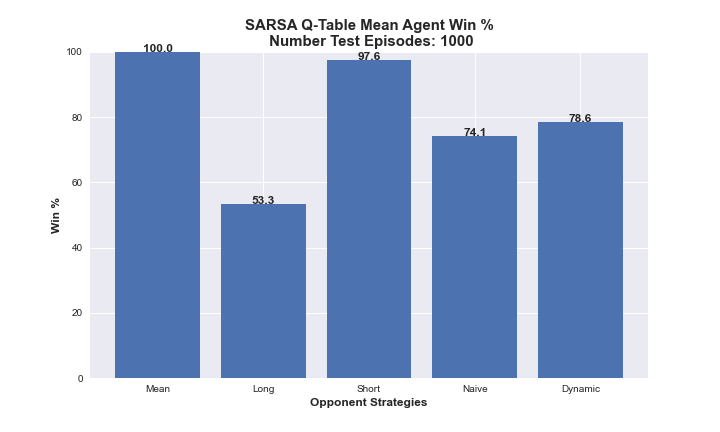 SARSA Q-Table Mean Agent Win %
Number Test Episodes: 1000
100.0
53.3
97.6
74.1
78.6
Win %
100
80
60
40
20
0
Mean Long Short Naive Dynamic
Opponent Strategies